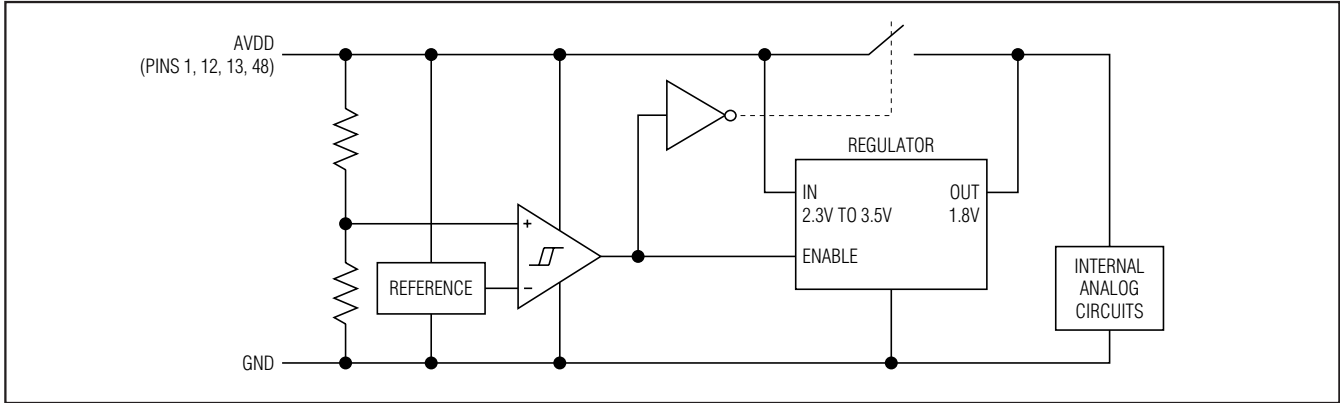 AVDD
(PINS 1, 12, 13, 48)
REGULATOR
IN
2.3V TO 3.5V
OUT
1.8V
ENABLE
+
−
REFERENCE
INTERNAL
ANALOG
CIRCUITS
GND